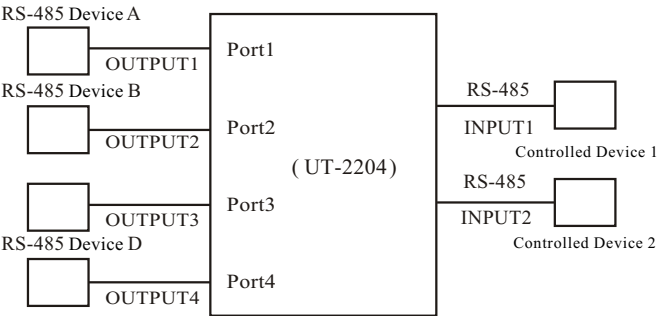 RS-485 Device A
OUTPUT1
Port1
RS-485 Device B
OUTPUT2
Port2
OUTPUT3
Port3
RS-485 Device D
OUTPUT4
Port4
( UT-2204)
RS-485
INPUT1
Controlled Device 1
RS-485
INPUT2
Controlled Device 2